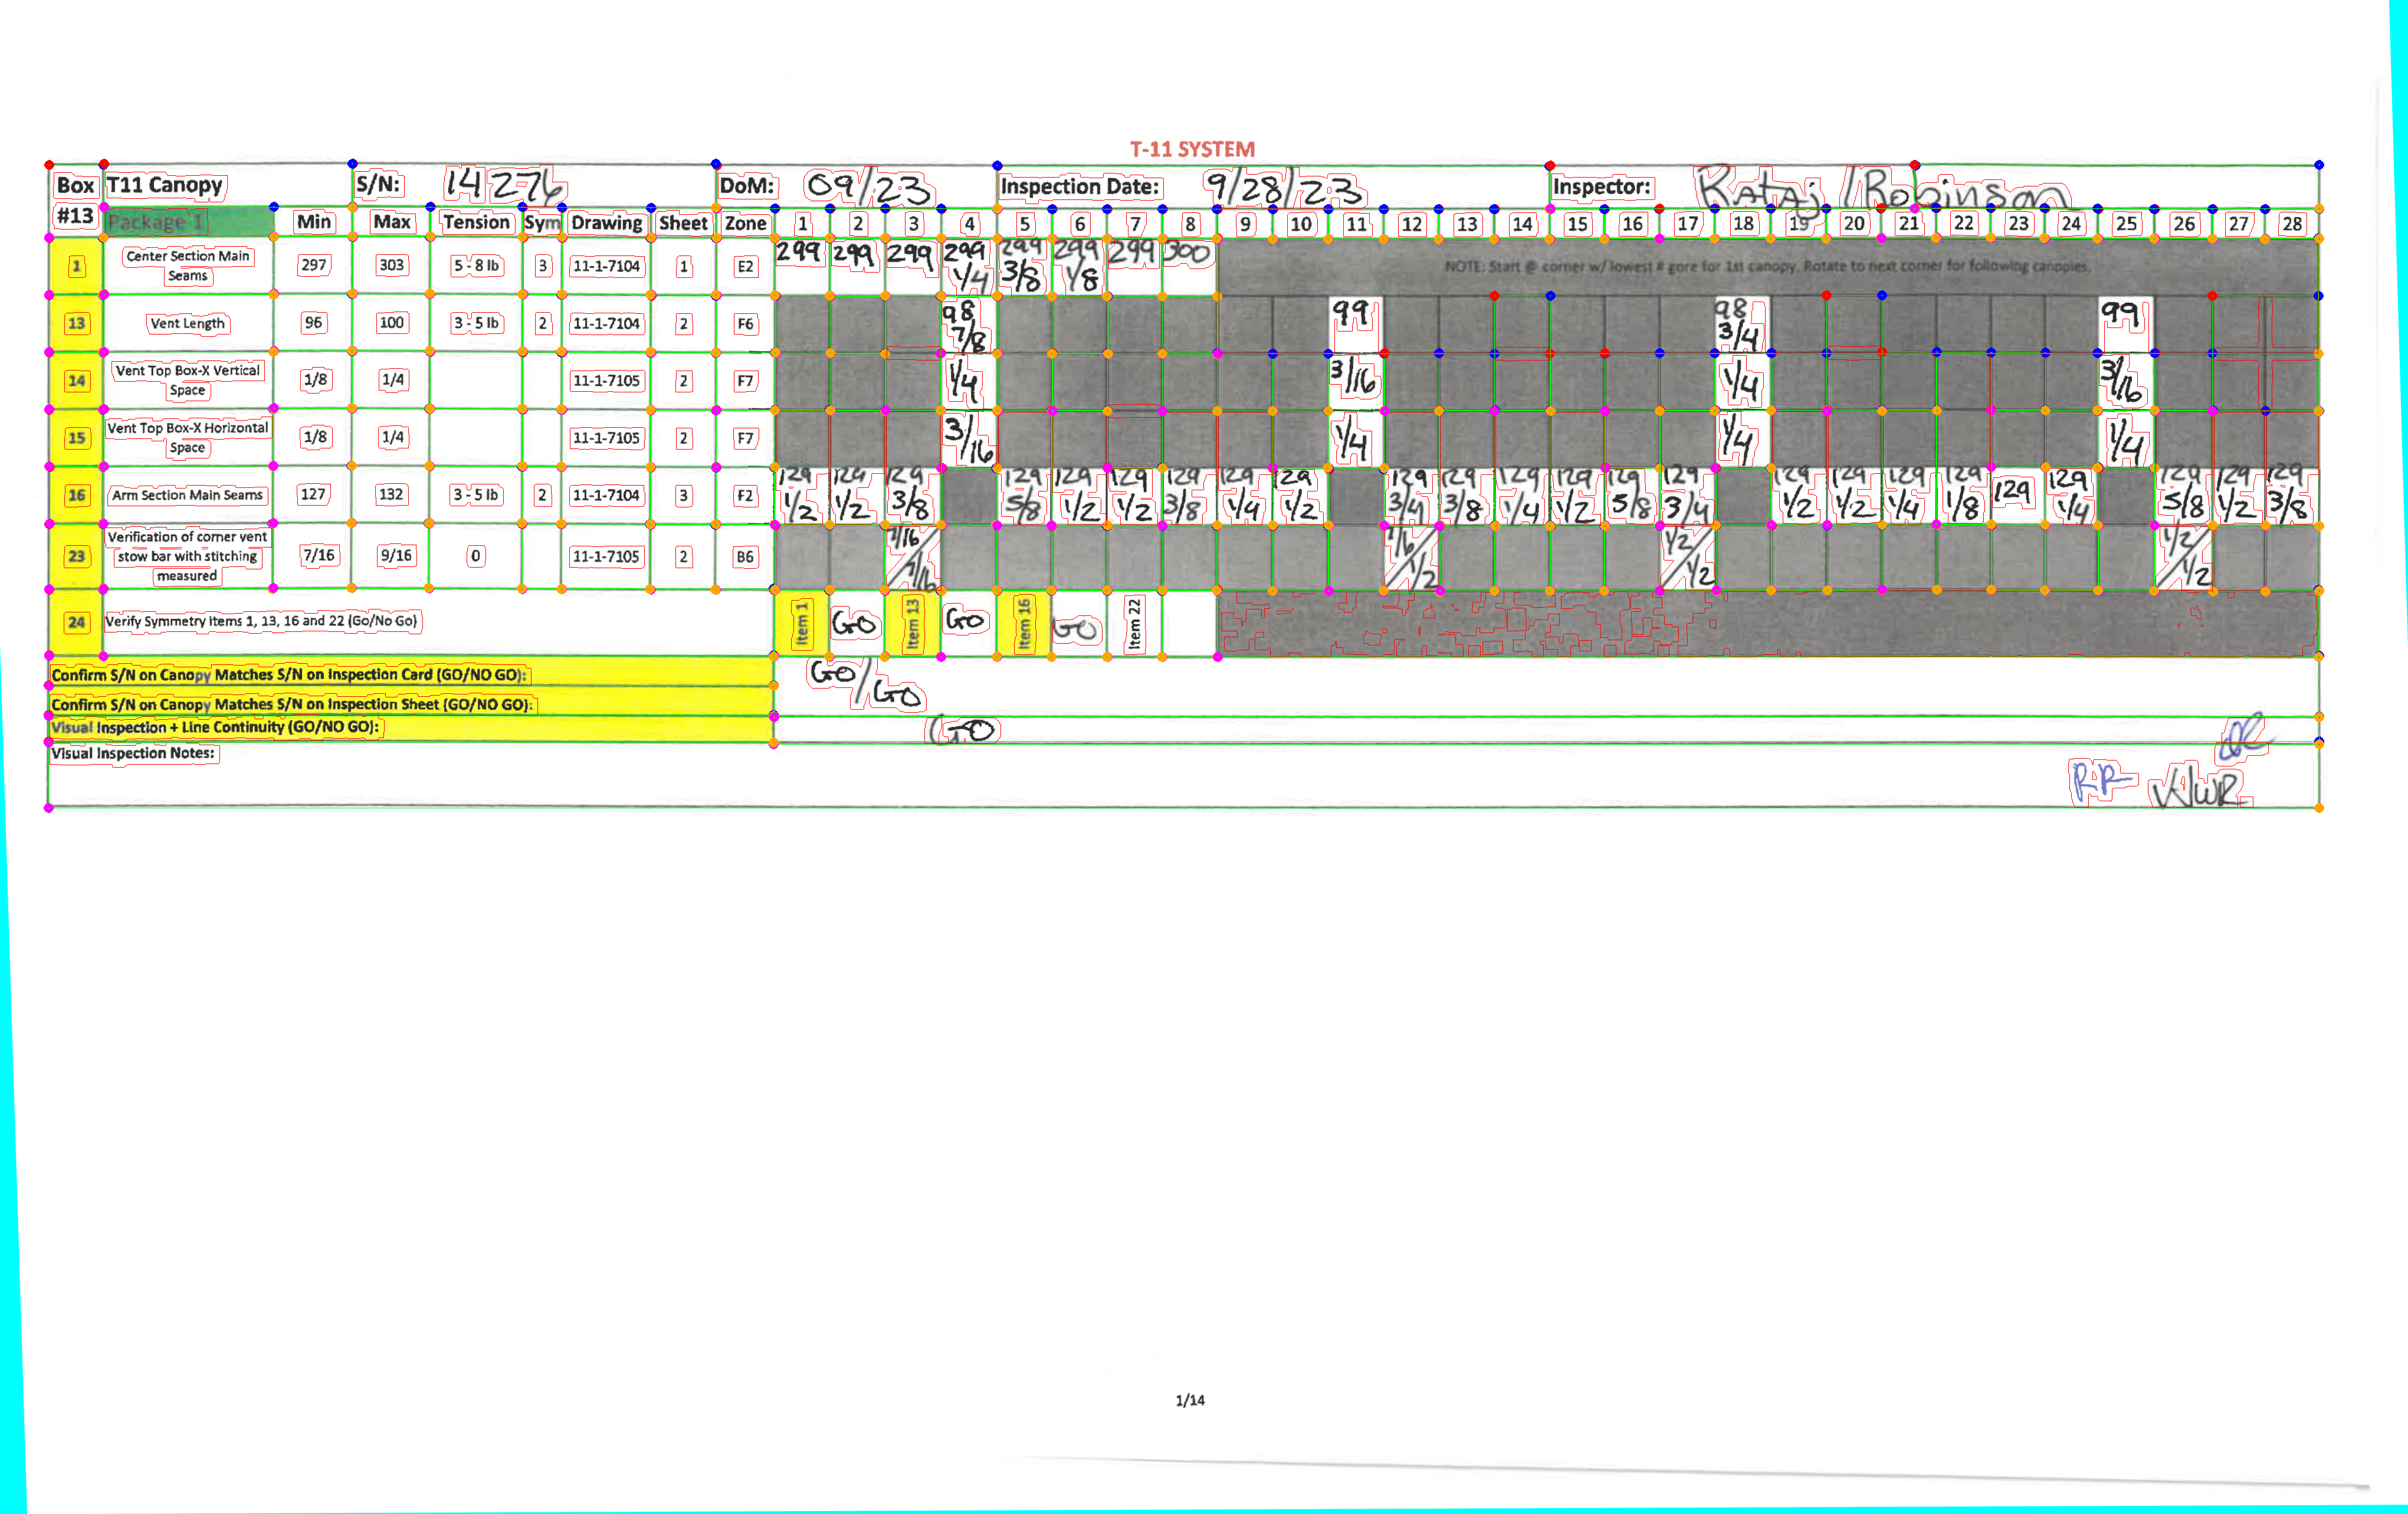 T-11 SYSTEM
Box #13 T11 Canopy S/N: 14276 DoM: 09/23 Inspection Date: 9/28/23 Inspector: Rataj / Robinson
Package 1 Min Max Tension Sym Drawing Sheet Zone 1 2 3 4 5 6 7 8 9 10 11 12 13 14 15 16 17 18 19 20 21 22 23 24 25 26 27 28
1 Center Section Main Seams 297 303 5 - 8 lb 3 11-1-7104 1 E2 299 299 299 299 1/4 299 3/8 299 1/8 299 300 NOTE: Start @ corner w/ lowest # gore for 1st canopy. Rotate to next corner for following canopies.
13 Vent Length 96 100 3 - 5 lb 2 11-1-7104 2 F6 98 7/8 99 98 3/4 99
14 Vent Top Box-X Vertical Space 1/8 1/4 11-1-7105 2 F7 1/4 3/16 1/4 3/16
15 Vent Top Box-X Horizontal Space 1/8 1/4 11-1-7105 2 F7 3/16 1/4 1/4 1/4
16 Arm Section Main Seams 127 132 3 - 5 lb 2 11-1-7104 3 F2 129 1/2 129 1/2 129 3/8 129 5/8 129 1/2 129 1/2 129 3/8 129 1/4 129 1/2 129 3/4 129 3/8 129 1/4 129 1/2 129 5/8 129 3/4 129 1/2 129 1/2 129 1/4 129 1/8 129 129 1/4 129 5/8 129 1/2 129 3/8
23 Verification of corner vent stow bar with stitching measured 7/16 9/16 0 11-1-7105 2 B6 7/16 / 7/16 7/16 / 1/2 1/2 / 1/2 1/2 / 1/2
24 Verify Symmetry Items 1, 13, 16 and 22 (Go/No Go) Item 1 GO Item 13 GO Item 16 GO Item 22
Confirm S/N on Canopy Matches S/N on Inspection Card (GO/NO GO): GO/
Confirm S/N on Canopy Matches S/N on Inspection Sheet (GO/NO GO): GO
Visual Inspection + Line Continuity (GO/NO GO): GO
Visual Inspection Notes:
RR
1/14